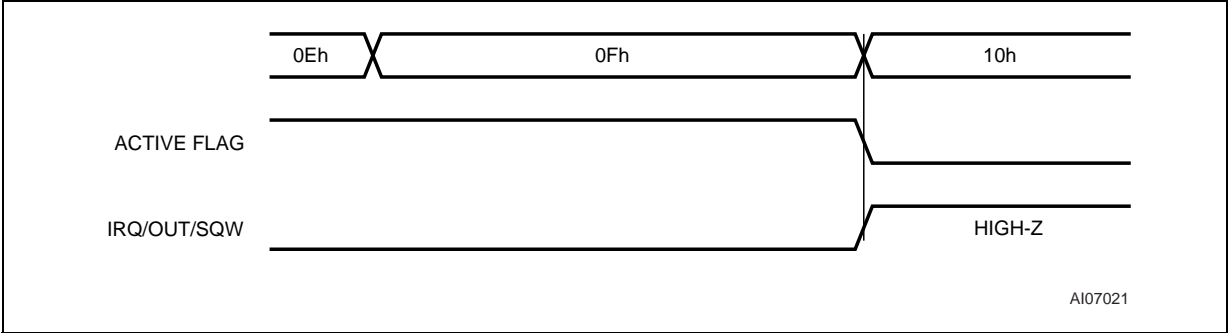 0Eh 0Fh 10h
ACTIVE FLAG
IRQ/OUT/SQW HIGH-Z
AI07021